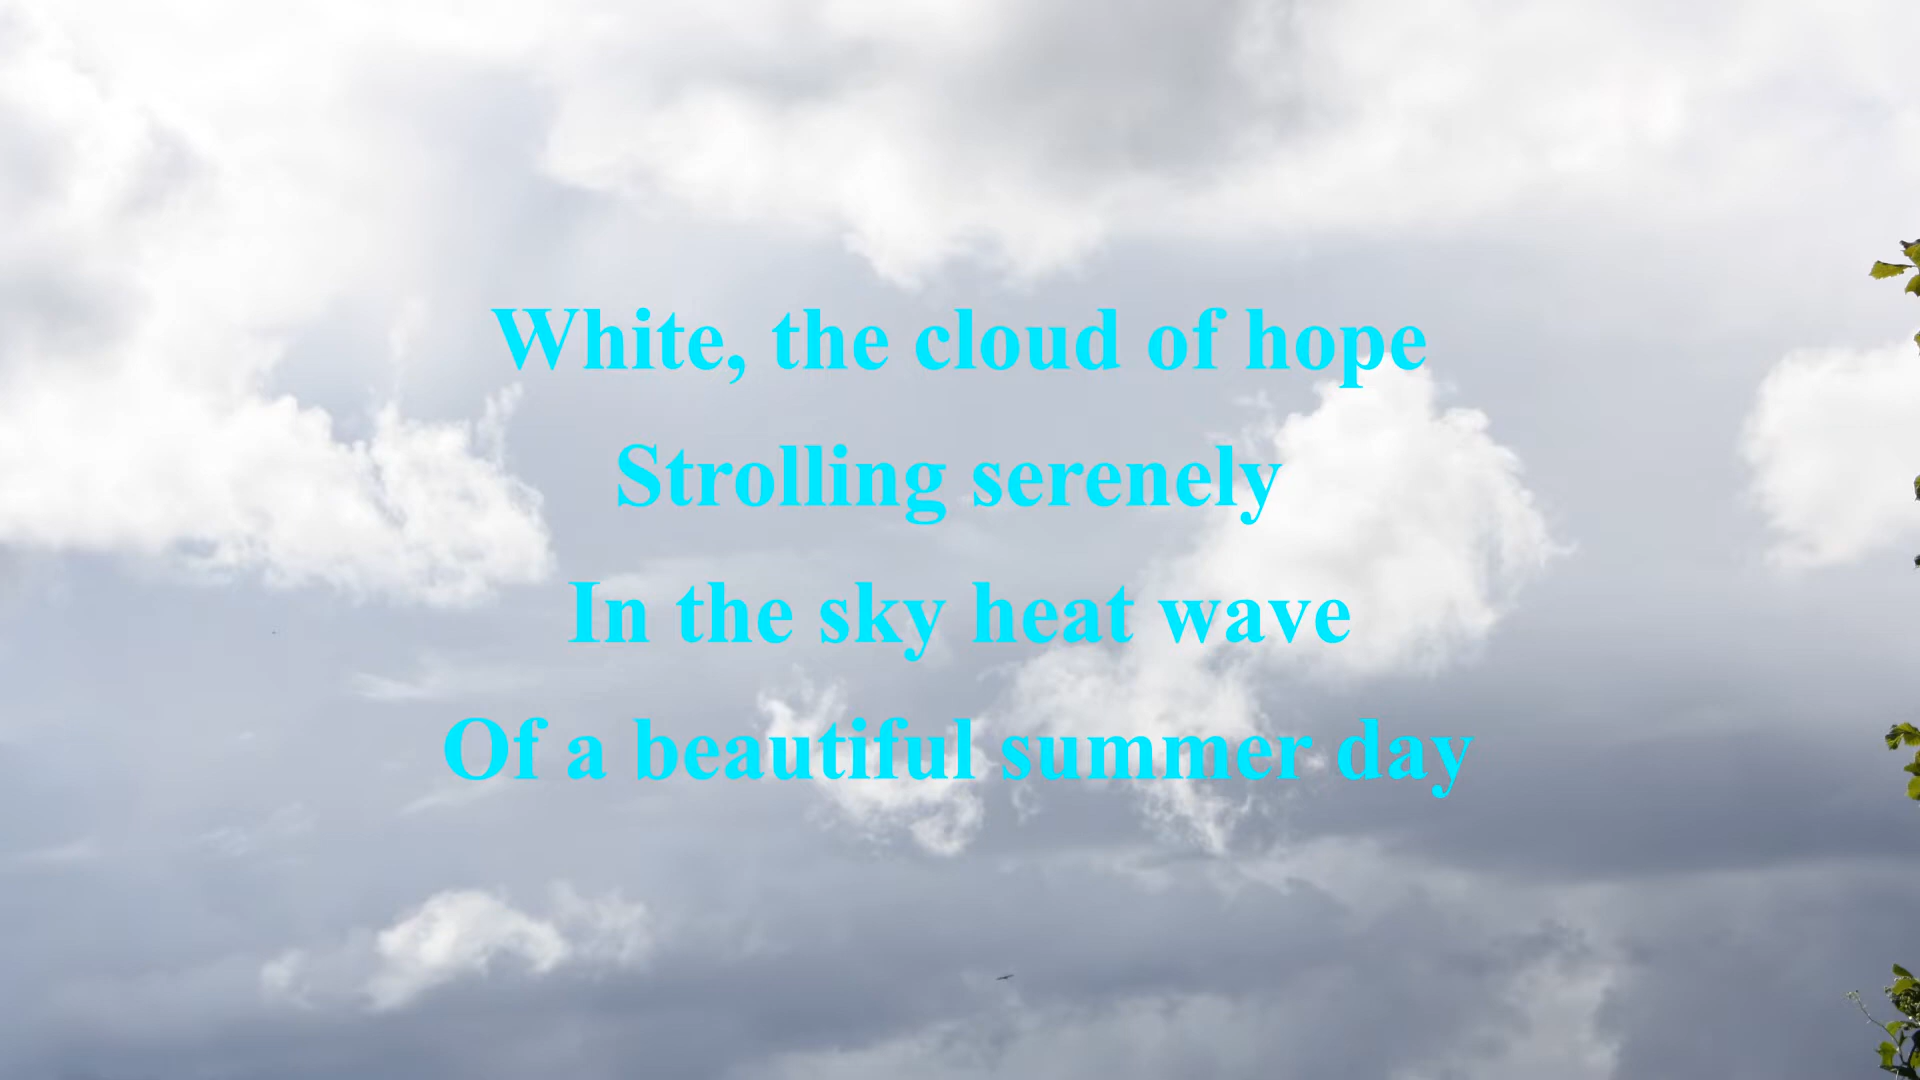 White, the cloud of hope
Strolling serenely
In the sky heat wave
Of a beautiful summer day